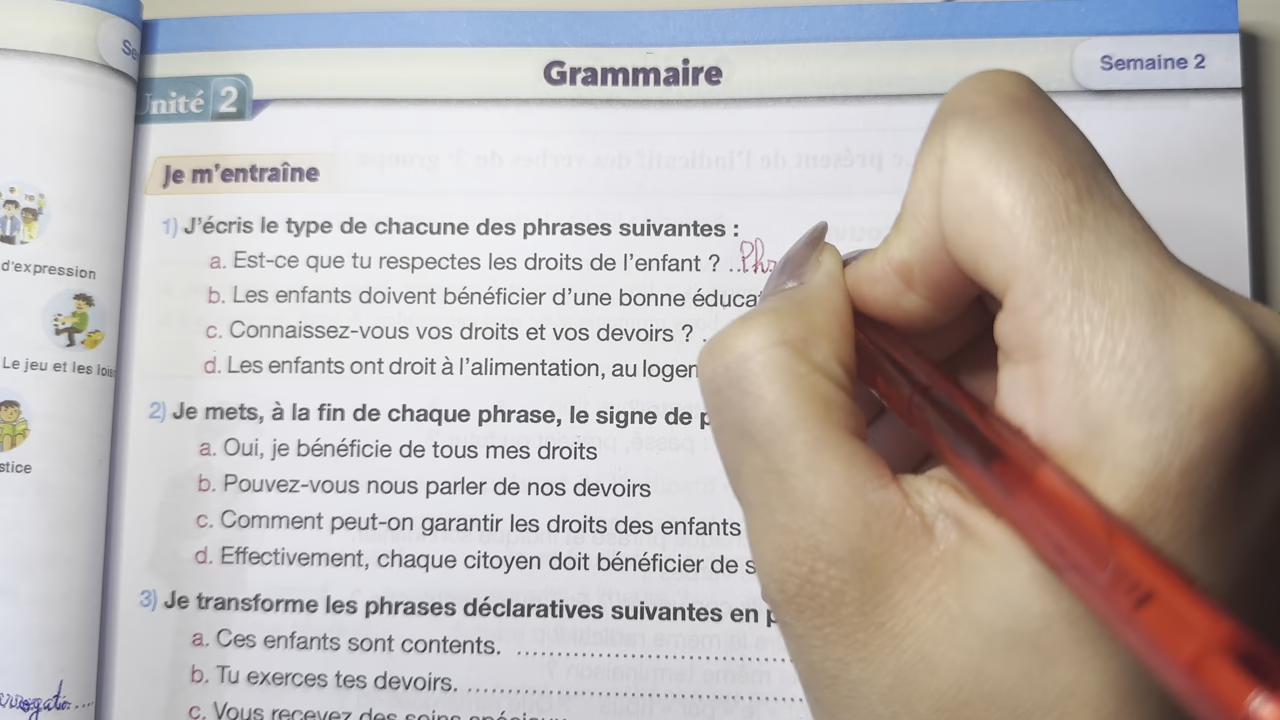 Grammaire
Semaine 2
Unité 2
Je m'entraîne
1) J'écris le type de chacune des phrases suivantes :
a. Est-ce que tu respectes les droits de l'enfant ? ..Phr
b. Les enfants doivent bénéficier d'une bonne éduca
c. Connaissez-vous vos droits et vos devoirs ? .
d. Les enfants ont droit à l'alimentation, au logem
2) Je mets, à la fin de chaque phrase, le signe de p
a. Oui, je bénéficie de tous mes droits
b. Pouvez-vous nous parler de nos devoirs
c. Comment peut-on garantir les droits des enfants
d. Effectivement, chaque citoyen doit bénéficier de s
3) Je transforme les phrases déclaratives suivantes en p
a. Ces enfants sont contents. ........................
b. Tu exerces tes devoirs. ........................
c. Vous recevez des soins
d'expression
Le jeu et les lois
stice